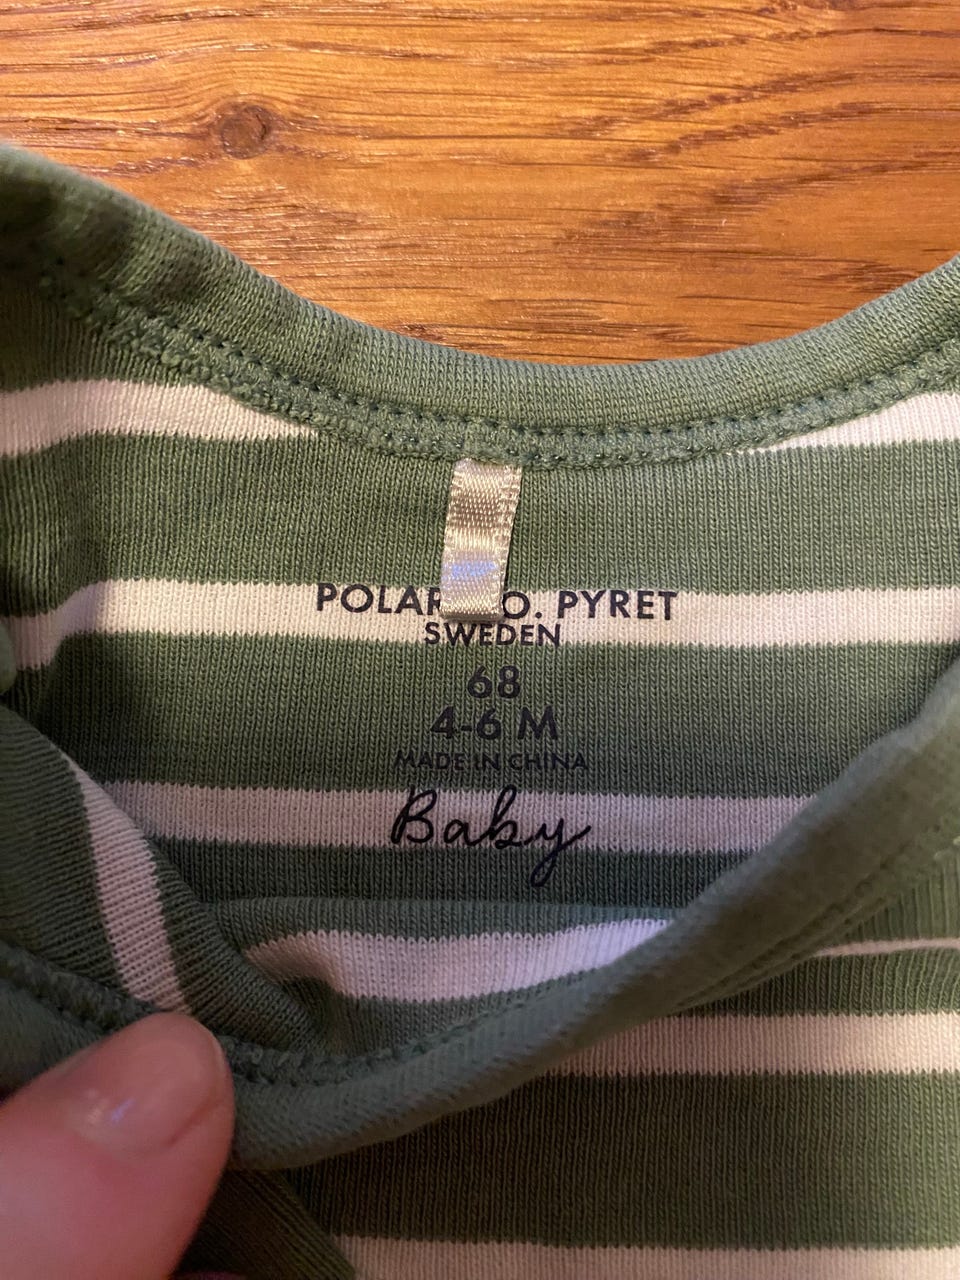 POLAR O. PYRET
SWEDEN
68
4-6 M
MADE IN CHINA
Baby